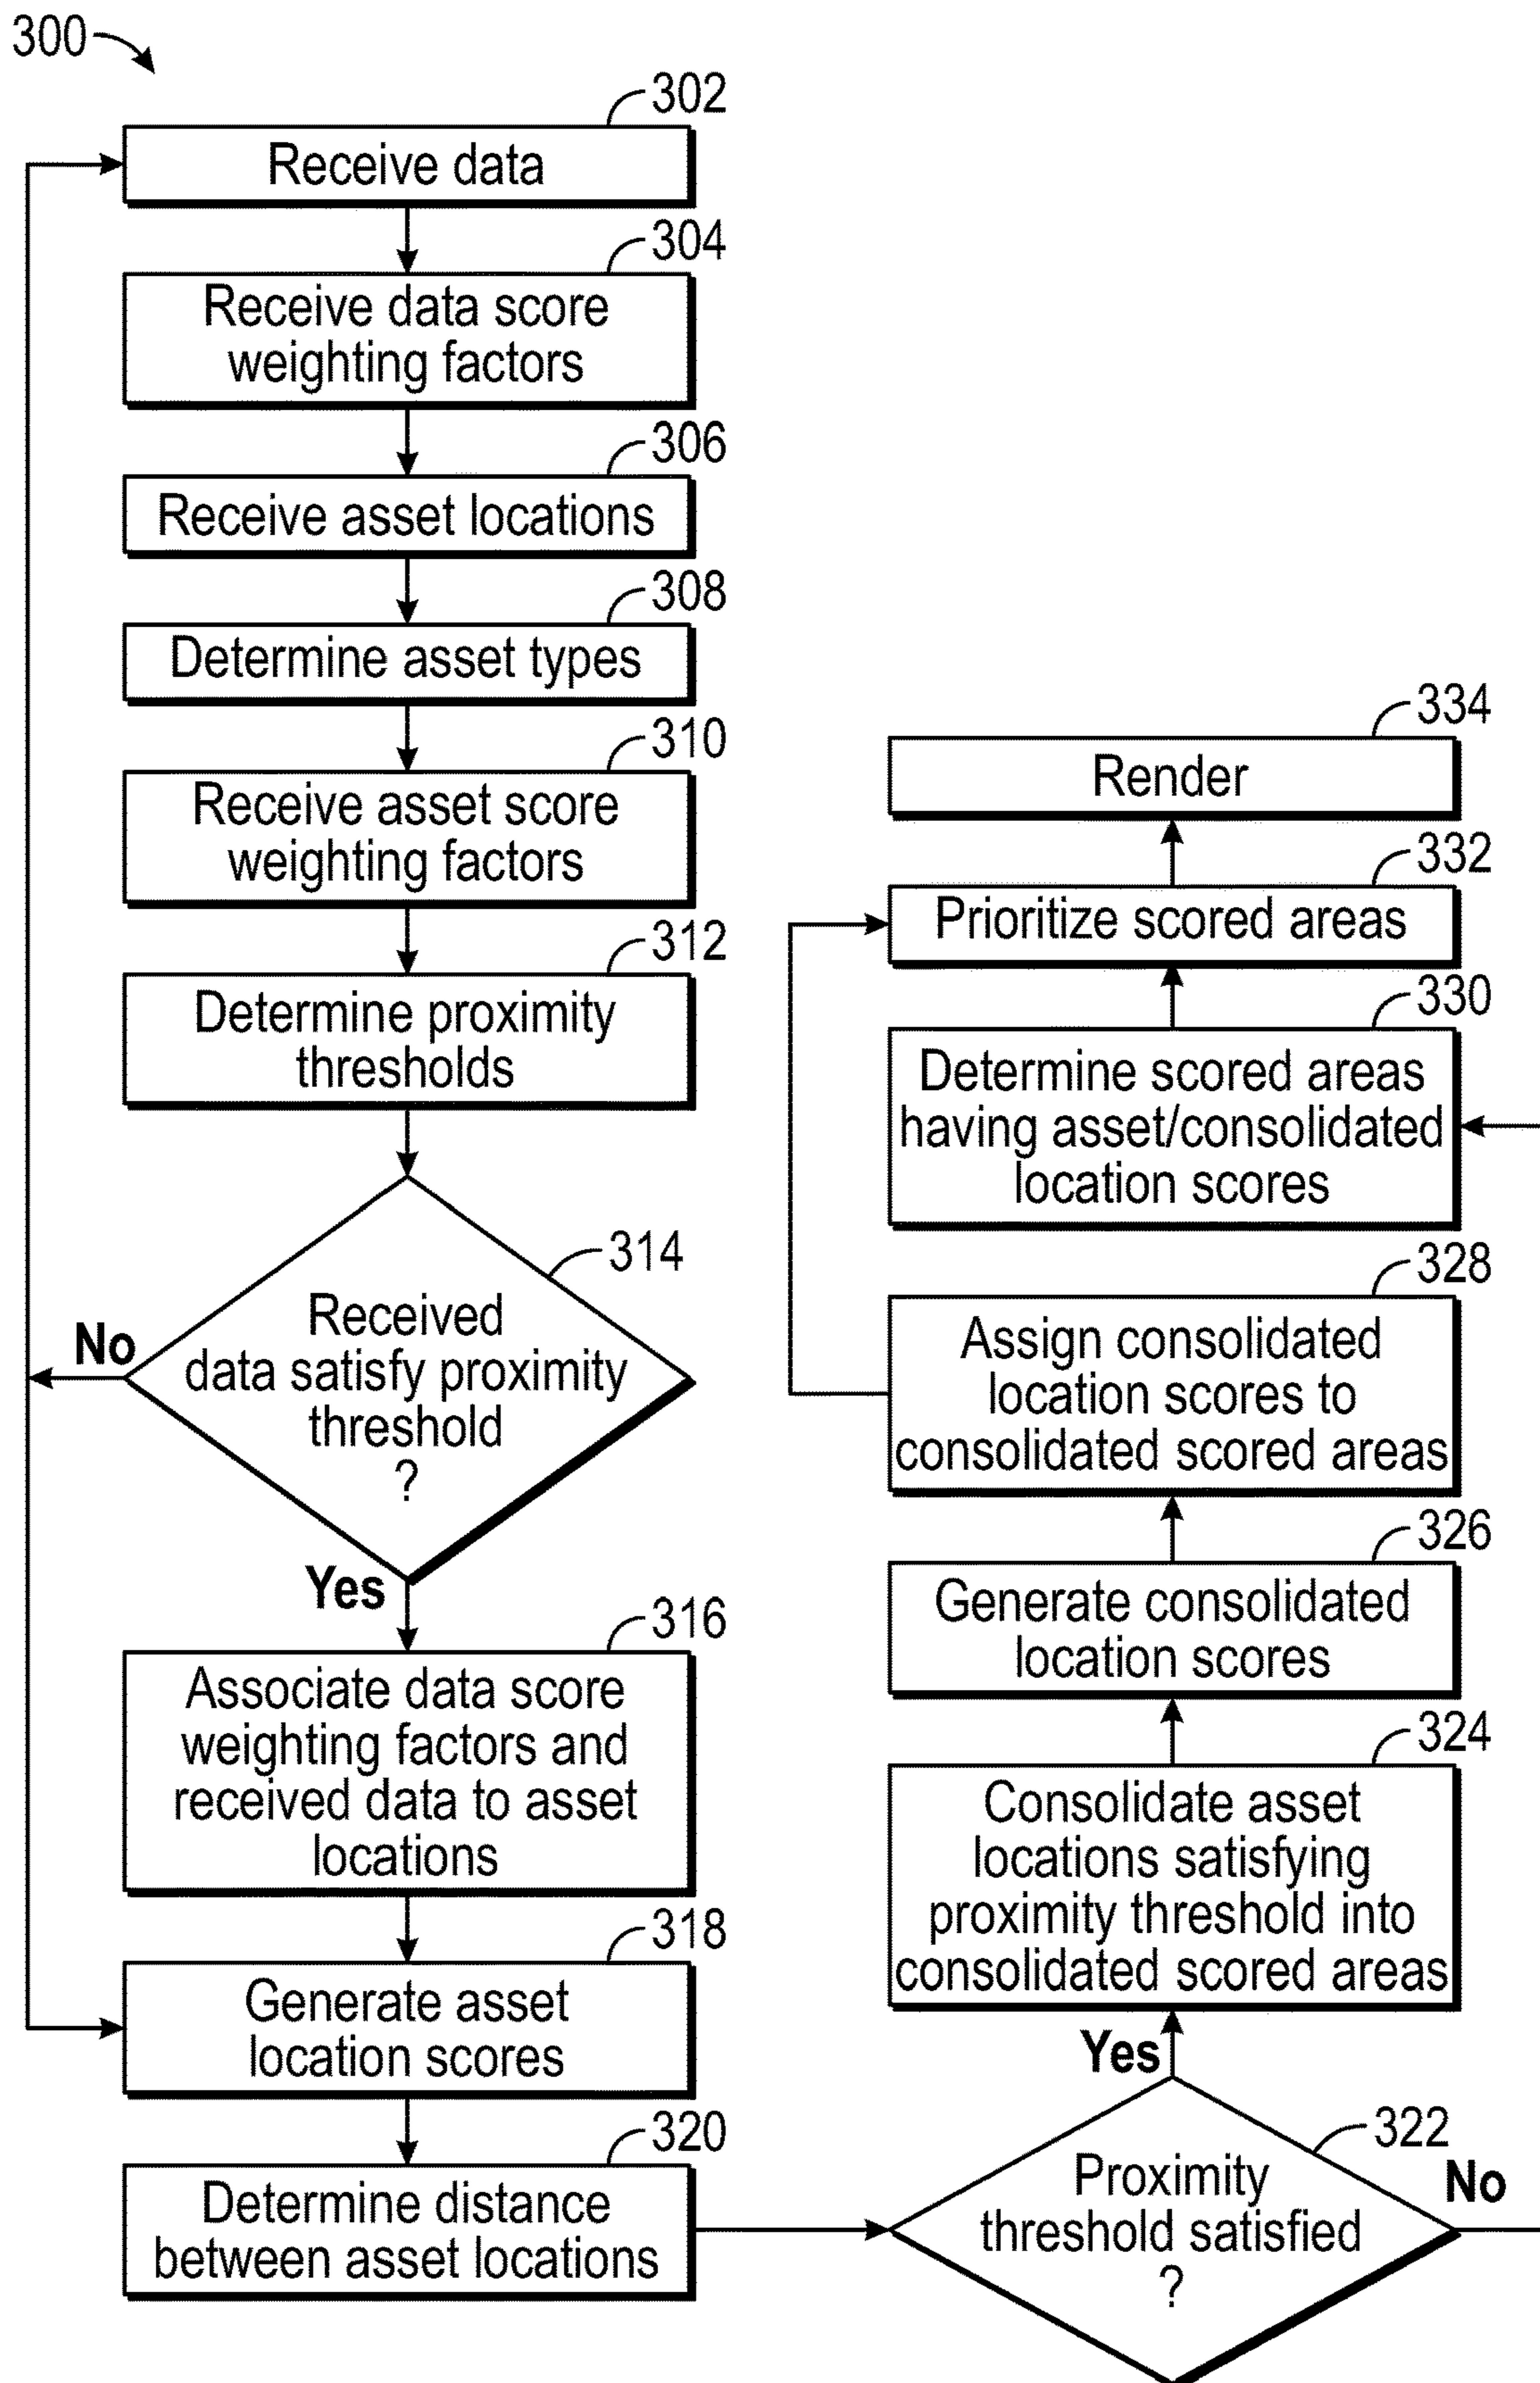 300
302
Receive data
304
Receive data score
weighting factors
306
Receive asset locations
308
Determine asset types
310
Receive asset score
weighting factors
312
Determine proximity
thresholds
314
Received
data satisfy proximity
threshold
?
No
Yes
316
Associate data score
weighting factors and
received data to asset
locations
318
Generate asset
location scores
320
Determine distance
between asset locations
322
Proximity
threshold satisfied
?
No
Yes
324
Consolidate asset
locations satisfying
proximity threshold into
consolidated scored areas
326
Generate consolidated
location scores
328
Assign consolidated
location scores to
consolidated scored areas
330
Determine scored areas
having asset/consolidated
location scores
332
Prioritize scored areas
334
Render